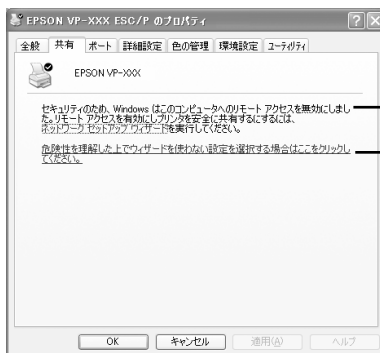 EPSON VP-XXX ESC/P のプロパティ
全般 共有 ポート 詳細設定 色の管理 環境設定 ユーティリティ
EPSON VP-XXX
セキュリティのため、Windows はこのコンピュータへのリモート アクセスを無効にしまし
た。リモート アクセスを有効にしプリンタを安全に共有するにするには、
ネットワーク セットアップ ウィザードを実行してください。
危険性を理解した上でウィザードを使わない設定を選択する場合はここをクリックし
てください。
OK キャンセル 適用(A) ヘルプ